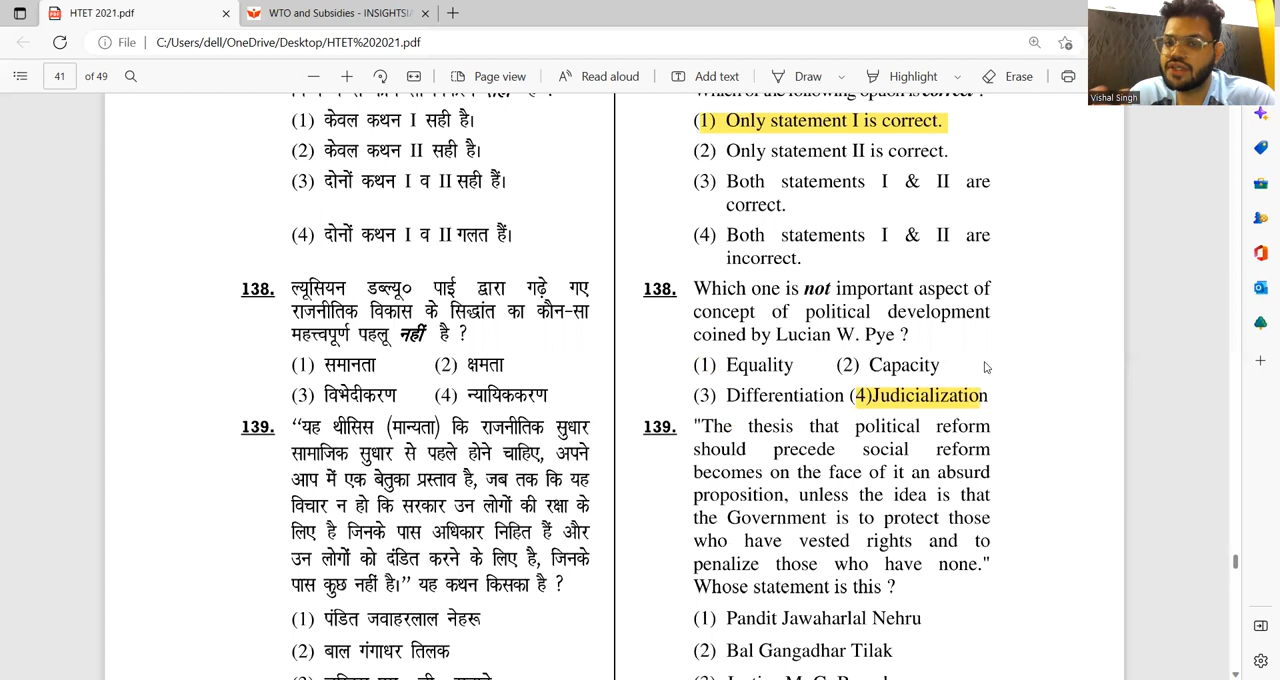 HTET 2021.pdf
WTO and Subsidies - INSIGHTSIA
File
C:/Users/dell/OneDrive/Desktop/HTET%202021.pdf
41 of 49
Page view
Read aloud
Add text
Draw
Highlight
Erase
Vishal Singh
(1) केवल कथन I सही है।
(2) केवल कथन II सही है।
(3) दोनों कथन I व II सही हैं।
(4) दोनों कथन I व II गलत हैं।
138. ल्यूसियन डब्ल्यू० पाई द्वारा गढ़े गए
राजनीतिक विकास के सिद्धांत का कौन-सा
महत्त्वपूर्ण पहलू नहीं है ?
(1) समानता (2) क्षमता
(3) विभेदीकरण (4) न्यायिककरण
139. "यह थीसिस (मान्यता) कि राजनीतिक सुधार
सामाजिक सुधार से पहले होने चाहिए, अपने
आप में एक बेतुका प्रस्ताव है, जब तक कि यह
विचार न हो कि सरकार उन लोगों की रक्षा के
लिए है जिनके पास अधिकार निहित हैं और
उन लोगों को दंडित करने के लिए है, जिनके
पास कुछ नहीं है।" यह कथन किसका है ?
(1) पंडित जवाहरलाल नेहरू
(2) बाल गंगाधर तिलक
Which of the following option is correct ?
(1) Only statement I is correct.
(2) Only statement II is correct.
(3) Both statements I & II are
correct.
(4) Both statements I & II are
incorrect.
138. Which one is not important aspect of
concept of political development
coined by Lucian W. Pye ?
(1) Equality (2) Capacity
(3) Differentiation (4)Judicialization
139. "The thesis that political reform
should precede social reform
becomes on the face of it an absurd
proposition, unless the idea is that
the Government is to protect those
who have vested rights and to
penalize those who have none."
Whose statement is this ?
(1) Pandit Jawaharlal Nehru
(2) Bal Gangadhar Tilak